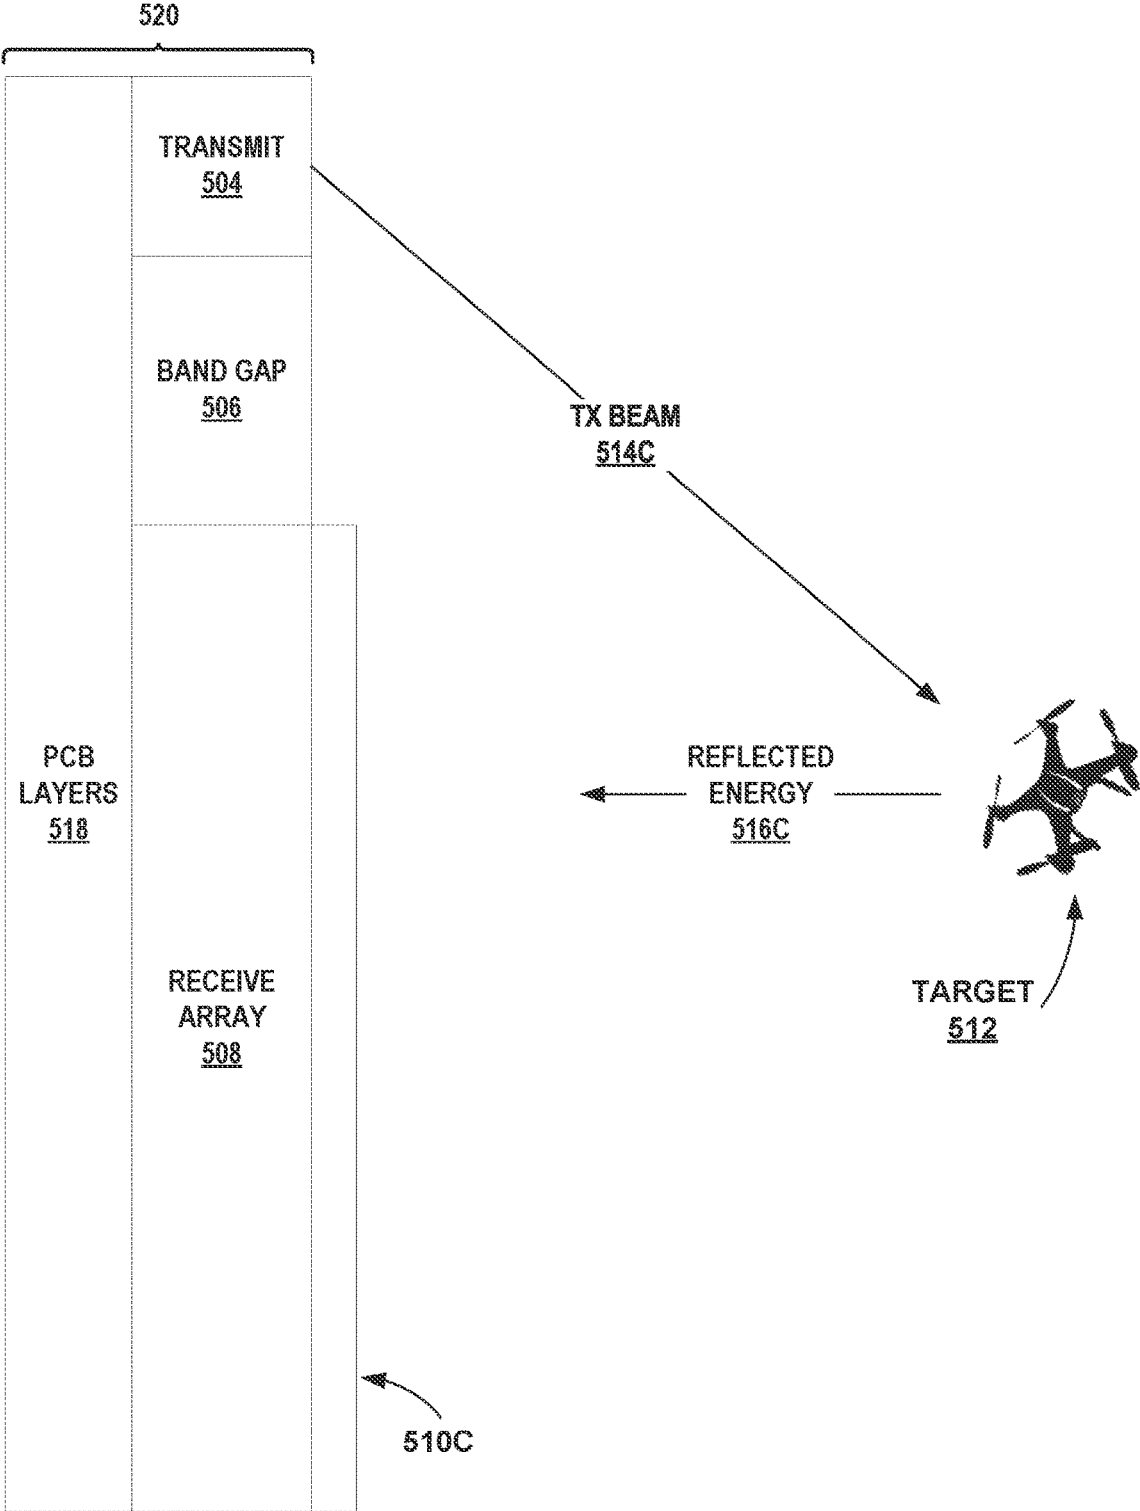 520
TRANSMIT
504
BAND GAP
506
TX BEAM
514C
PCB
LAYERS
518
REFLECTED
ENERGY
516C
RECEIVE
ARRAY
508
TARGET
512
510C